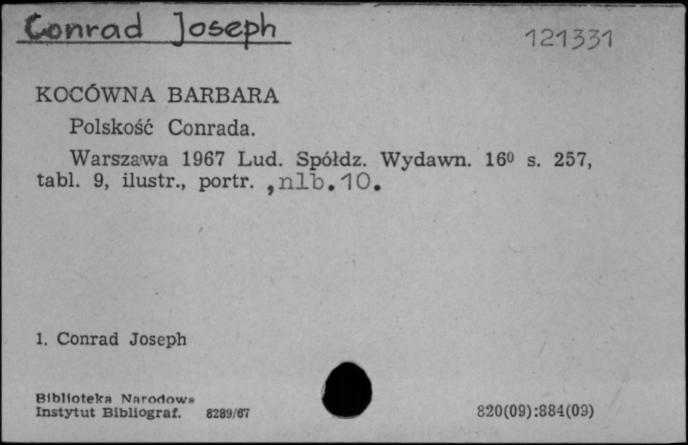 Conrad Joseph
121331
KOCÓWNA BARBARA
Polskość Conrada.
Warszawa 1967 Lud. Spółdz. Wydawn. 16⁰ s. 257,
tabl. 9, ilustr., portr. , nlb. 10.
1. Conrad Joseph
Biblioteka Narodowa
Instytut Bibliograf. 8289/67
820(09):884(09)